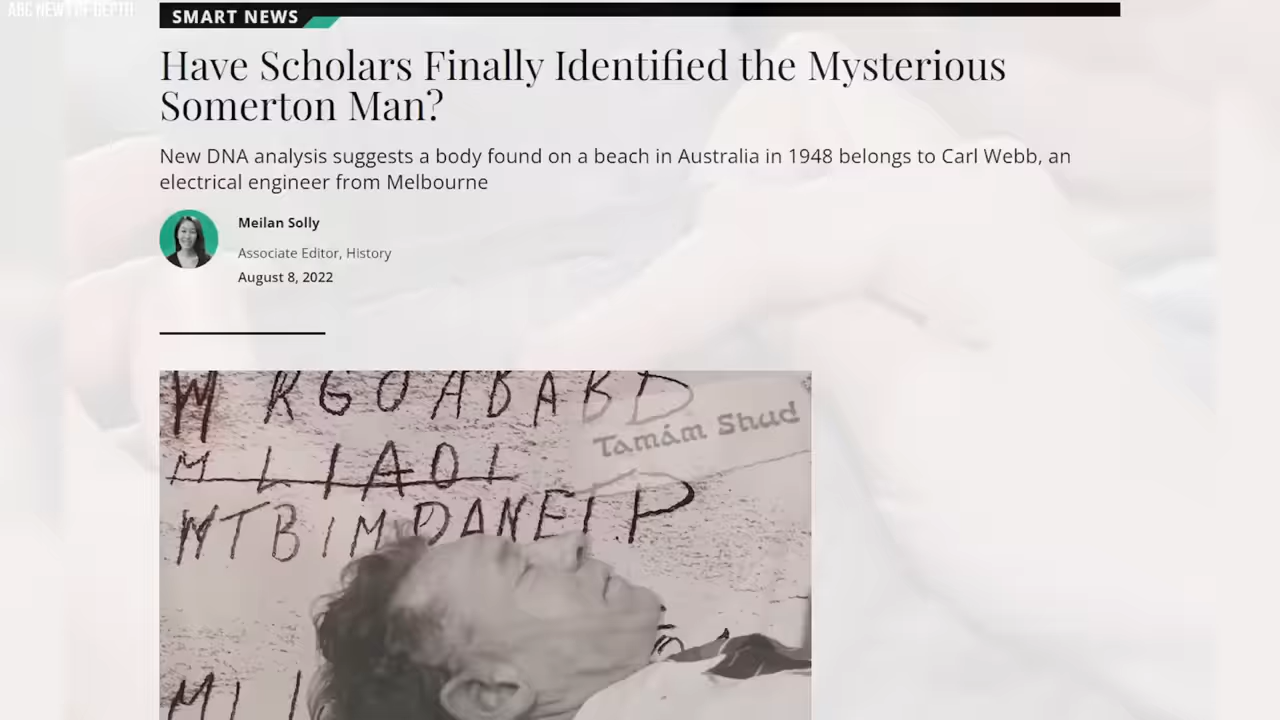 ABC NEWS IN DEPTH
SMART NEWS
Have Scholars Finally Identified the Mysterious
Somerton Man?
New DNA analysis suggests a body found on a beach in Australia in 1948 belongs to Carl Webb, an
electrical engineer from Melbourne
Meilan Solly
Associate Editor, History
August 8, 2022
W RGOABABD
Tamám Shud
MLIAOI
WTBIMPANETP